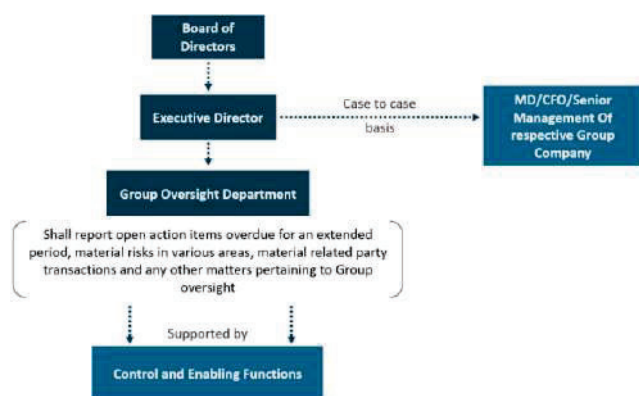 Board of
Directors
Executive Director
Case to case
basis
MD/CFO/Senior
Management Of
respective Group
Company
Group Oversight Department
Shall report open action items overdue for an extended
period, material risks in various areas, material related party
transactions and any other matters pertaining to Group
oversight
Supported by
Control and Enabling Functions